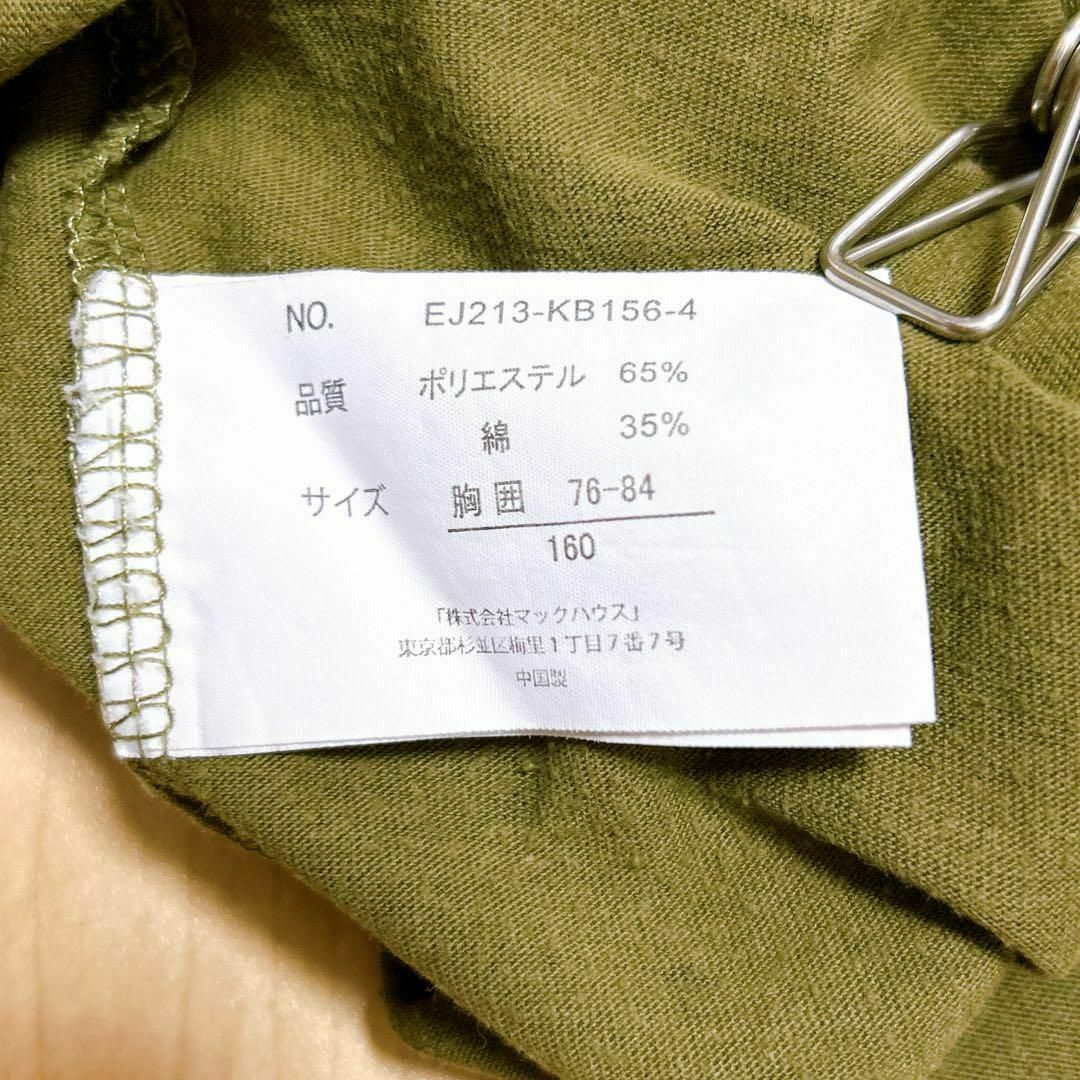 NO. EJ213-KB156-4
品質 ポリエステル 65%
綿 35%
サイズ 胸囲 76-84
160
「株式会社マックハウス」
東京都杉並区梅里1丁目7番7号
中国製